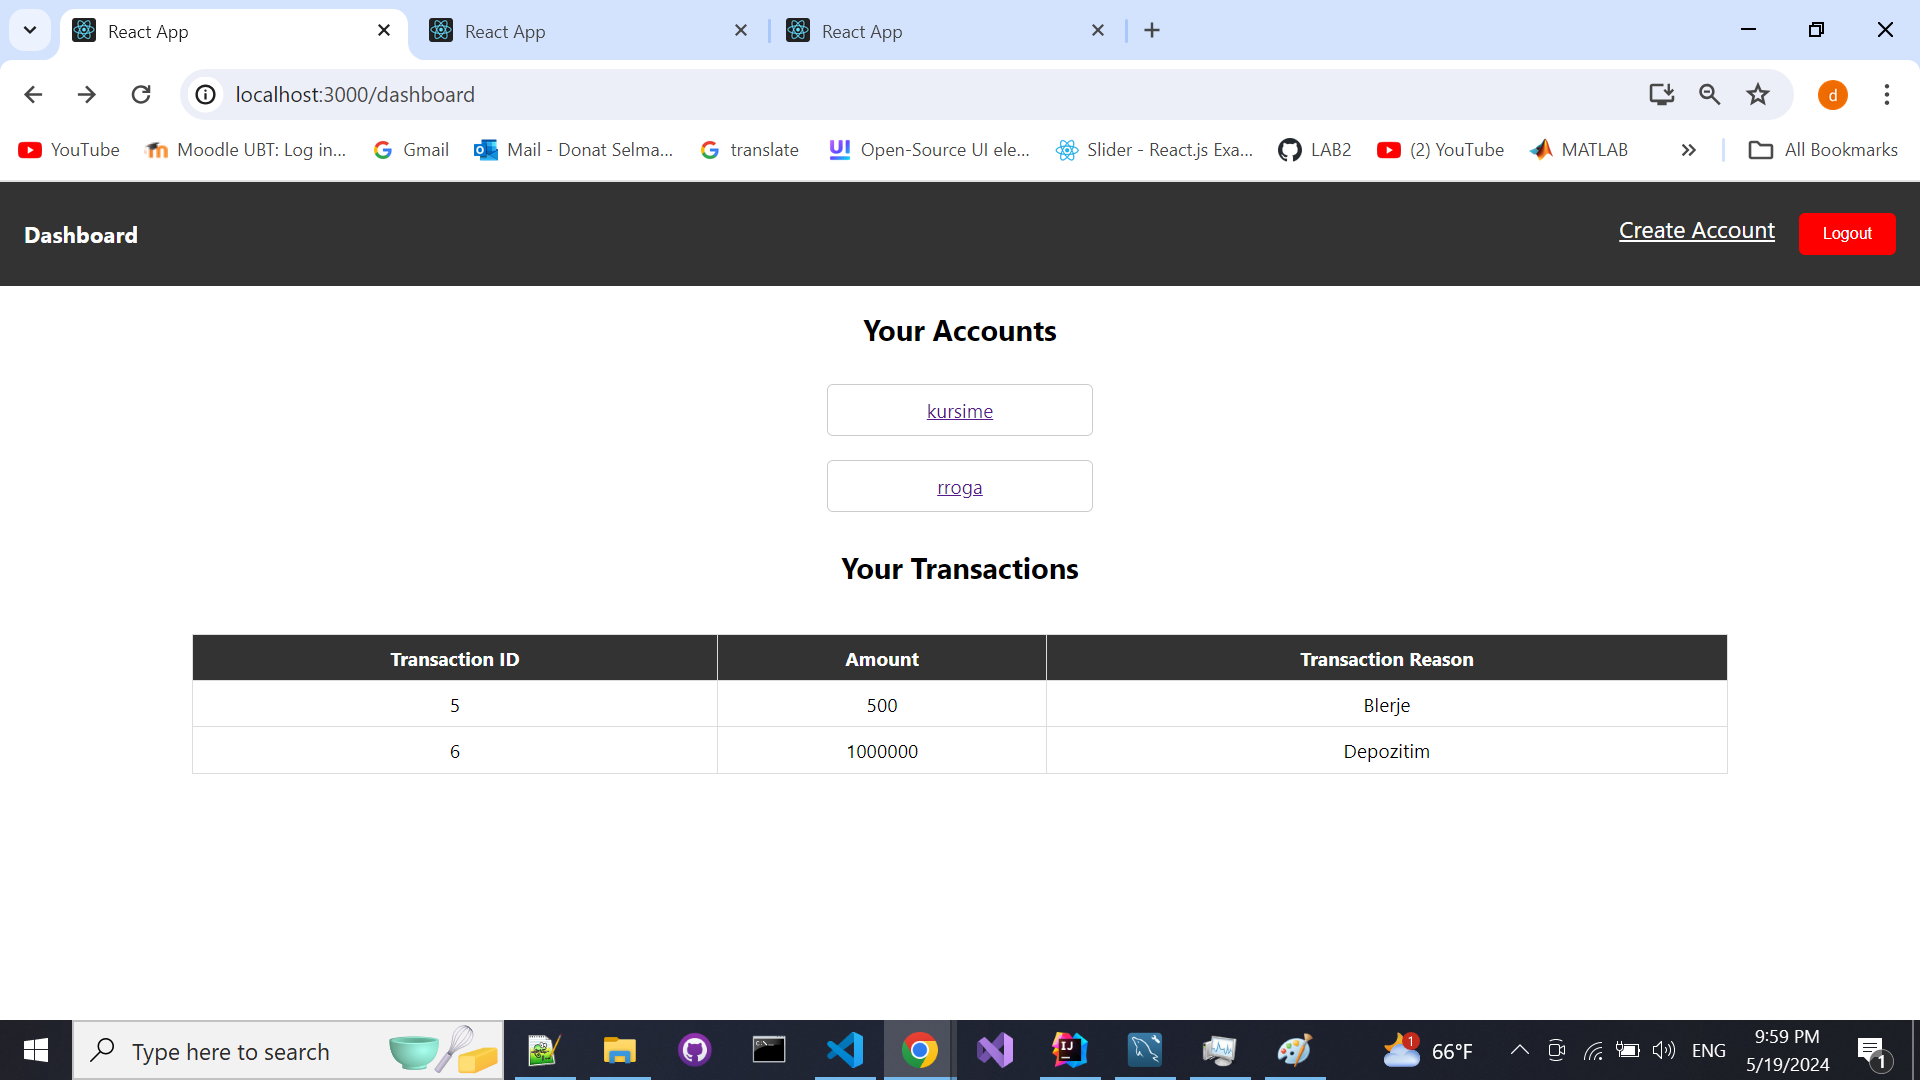 React App
React App
React App
localhost:3000/dashboard
d
YouTube
Moodle UBT: Log in...
Gmail
Mail - Donat Selma...
translate
Open-Source UI ele...
Slider - React.js Exa...
LAB2
(2) YouTube
MATLAB
All Bookmarks
Dashboard
Create Account
Logout
Your Accounts
kursime
rroga
Your Transactions
Transaction ID Amount Transaction Reason
5 500 Blerje
6 1000000 Depozitim
Type here to search
1
66°F
ENG
9:59 PM
5/19/2024
1